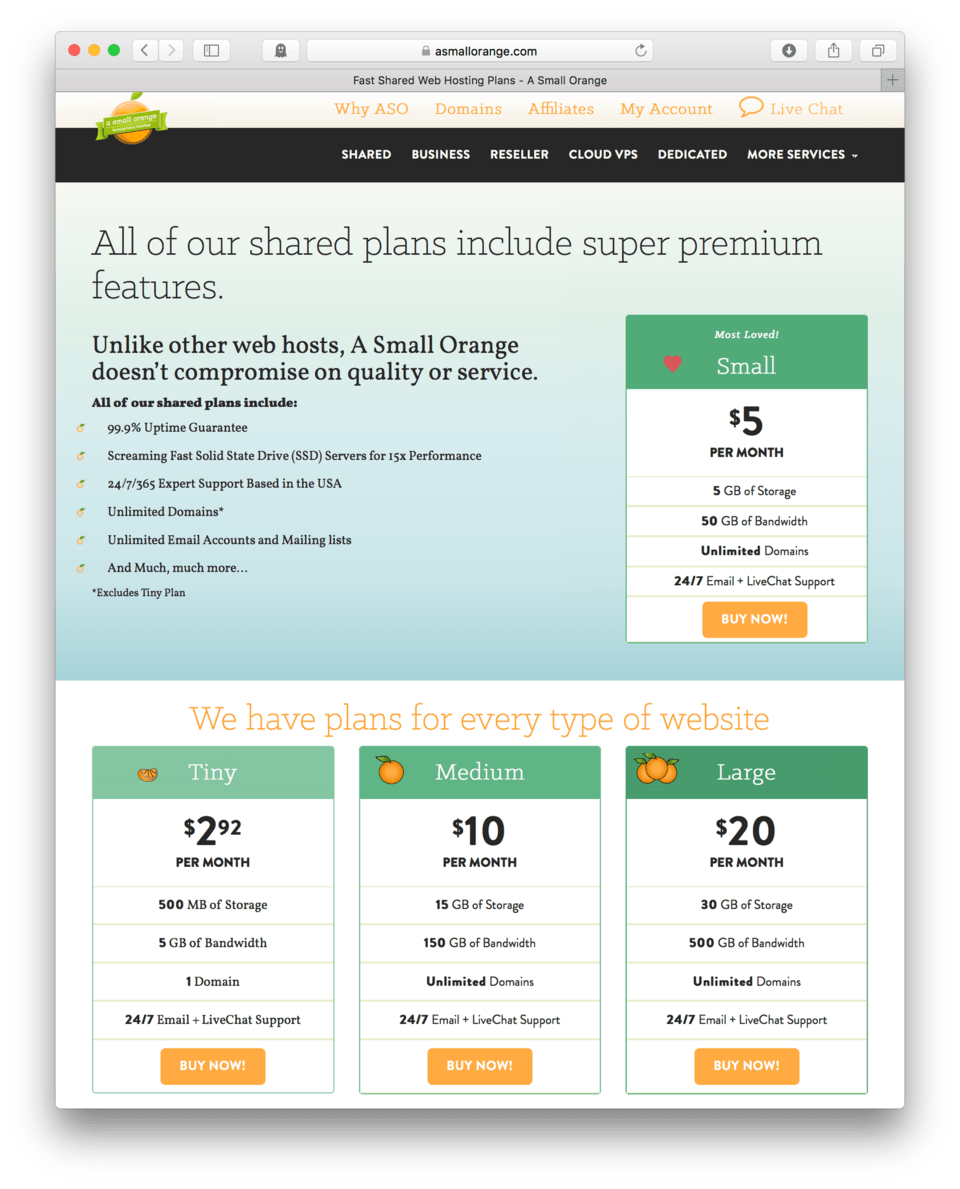 asmallorange.com
Fast Shared Web Hosting Plans - A Small Orange
a small orange
Why ASO Domains Affiliates My Account Live Chat
SHARED BUSINESS RESELLER CLOUD VPS DEDICATED MORE SERVICES
All of our shared plans include super premium
features.
Unlike other web hosts, A Small Orange
doesn't compromise on quality or service.
All of our shared plans include:
99.9% Uptime Guarantee
Screaming Fast Solid State Drive (SSD) Servers for 15x Performance
24/7/365 Expert Support Based in the USA
Unlimited Domains*
Unlimited Email Accounts and Mailing lists
And Much, much more...
*Excludes Tiny Plan
Most Loved!
Small
$5
PER MONTH
5 GB of Storage
50 GB of Bandwidth
Unlimited Domains
24/7 Email + LiveChat Support
BUY NOW!
We have plans for every type of website
Tiny
$292
PER MONTH
500 MB of Storage
5 GB of Bandwidth
1 Domain
24/7 Email + LiveChat Support
BUY NOW!
Medium
$10
PER MONTH
15 GB of Storage
150 GB of Bandwidth
Unlimited Domains
24/7 Email + LiveChat Support
BUY NOW!
Large
$20
PER MONTH
30 GB of Storage
500 GB of Bandwidth
Unlimited Domains
24/7 Email + LiveChat Support
BUY NOW!